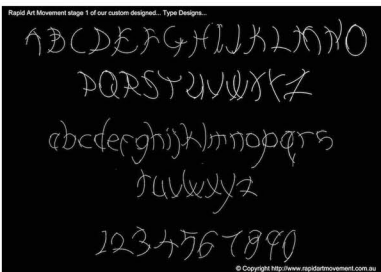 Rapid Art Movement stage 1 of our custom designed... Type Designs...
ABCDEFGHIJKLMNO
PQRSTUVWXYZ
abcdefghijklmnopqrs
tuvwxyz
1234567890
© Copyright http://www.rapidartmovement.com.au